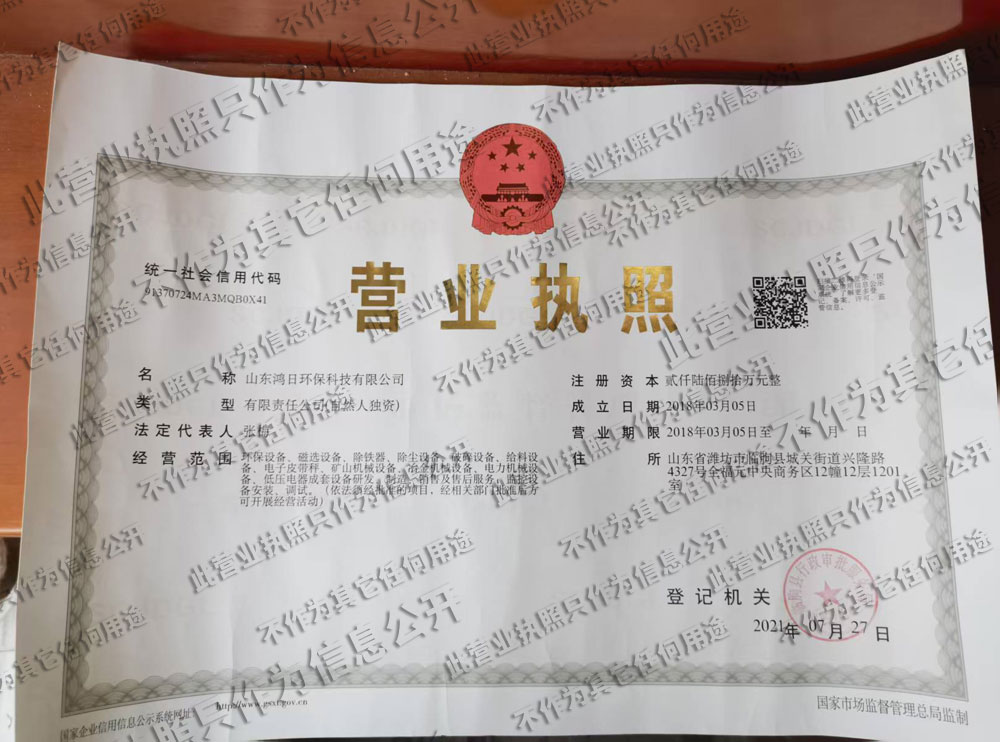 统一社会信用代码
91370724MA3MQB0X41
营业执照
名称 山东鸿日环保科技有限公司
类型 有限责任公司(自然人独资)
法定代表人 张梅
经营范围 环保设备、磁选设备、除铁器、除尘设备、破碎设备、给料设
备、电子皮带秤、矿山机械设备、冶金机械设备、电力机械设
备、低压电器成套设备研发、制造、销售及售后服务，监控设
备安装、调试。（依法须经批准的项目，经相关部门批准后方
可开展经营活动）
注册资本 贰仟陆佰捌拾万元整
成立日期 2018年03月05日
营业期限 2018年03月05日至 年 月 日
住所 山东省潍坊市临朐县城关街道兴隆路
4327号全福元中央商务区12幢12层1201
室
登记机关
2021年 07月 27日
国家企业信用信息公示系统网址:
http://www.gsxt.gov.cn
国家市场监督管理总局监制
此营业执照只作为信息公开
不作为其它任何用途